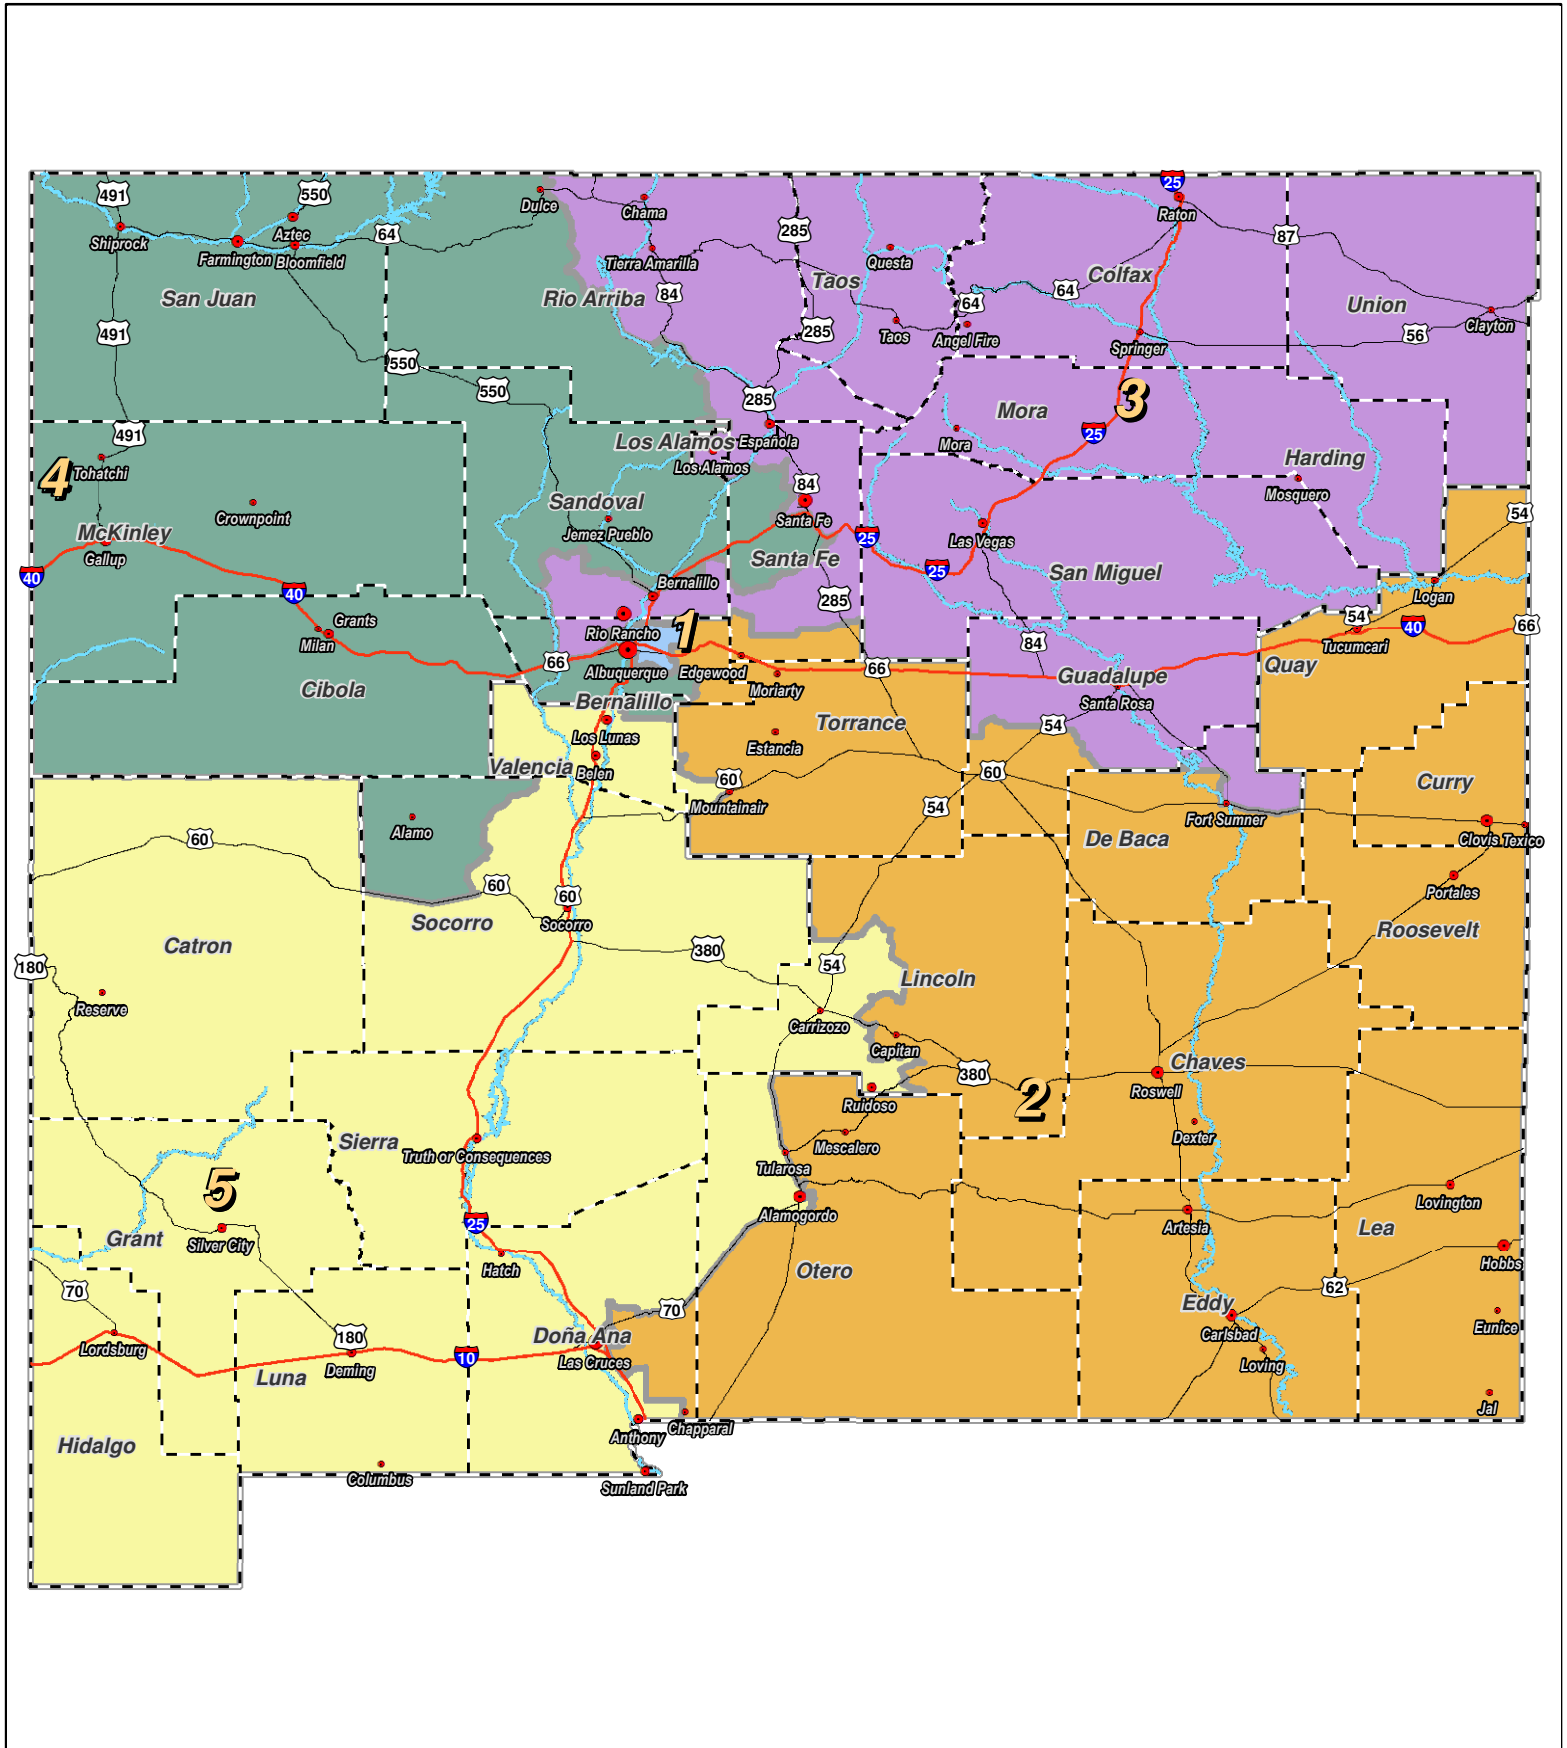 25
491
550
Dulce
Chama
Raton
Shiprock
Aztec
64
285
87
Farmington
Bloomfield
Tierra Amarilla
Questa
San Juan
Rio Arriba
84
Taos
Colfax
64
64
Union
491
285
Taos
Angel Fire
Springer
56
Clayton
550
550
285
3
Mora
491
Los Alamos
Española
Mora
25
4
Tohatchi
Los Alamos
Harding
Crownpoint
Sandoval
84
Mosquero
McKinley
Jemez Pueblo
Santa Fe
Las Vegas
54
Gallup
Santa Fe
25
25
San Miguel
40
40
Bernalillo
285
Logan
Grants
Rio Rancho
1
54
40
66
Milan
66
Albuquerque
Edgewood
66
84
Tucumcari
Cibola
Moriarty
Guadalupe
Quay
Bernalillo
Santa Rosa
Los Lunas
Torrance
54
Estancia
Valencia
Belen
60
60
Curry
Mountainair
54
Alamo
60
Fort Sumner
De Baca
Clovis
Texico
60
60
Portales
Socorro
Socorro
Catron
380
54
Roosevelt
180
Lincoln
Reserve
Carrizozo
Capitan
380
Chaves
Ruidoso
2
Roswell
Sierra
Truth or Consequences
Mescalero
Dexter
Tularosa
5
Alamogordo
Lovington
Grant
Silver City
25
Artesia
Lea
Hatch
Otero
Hobbs
70
70
62
Eddy
Lordsburg
180
Doña Ana
Carlsbad
Eunice
Deming
10
Las Cruces
Loving
Luna
Jal
Hidalgo
Anthony
Chapparal
Columbus
Sunland Park